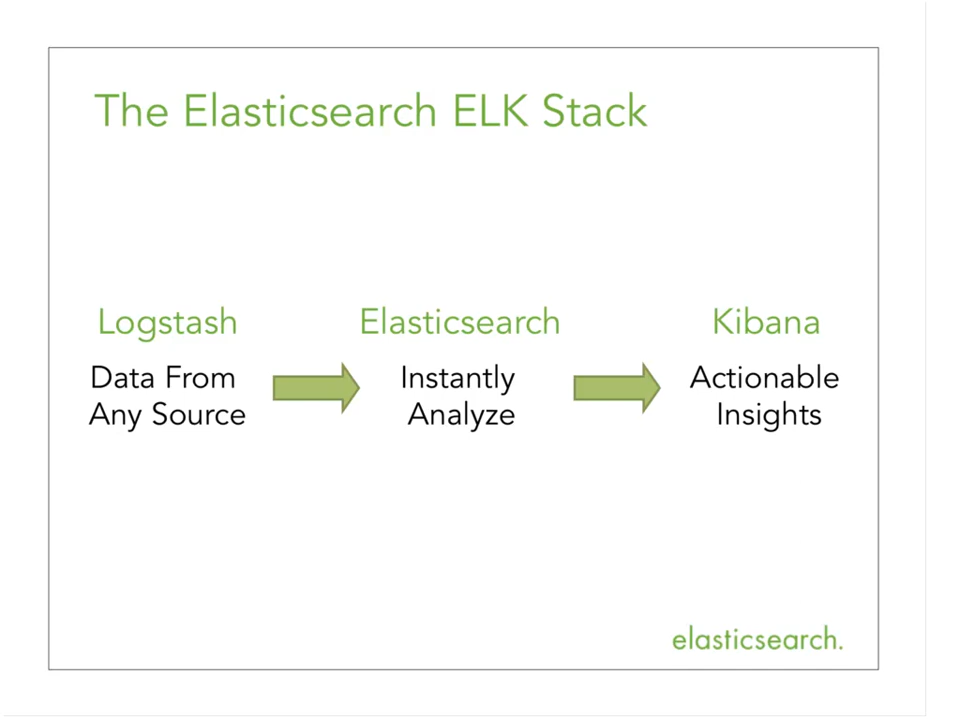 The Elasticsearch ELK Stack
Logstash
Data From
Any Source
Elasticsearch
Instantly
Analyze
Kibana
Actionable
Insights
elasticsearch.